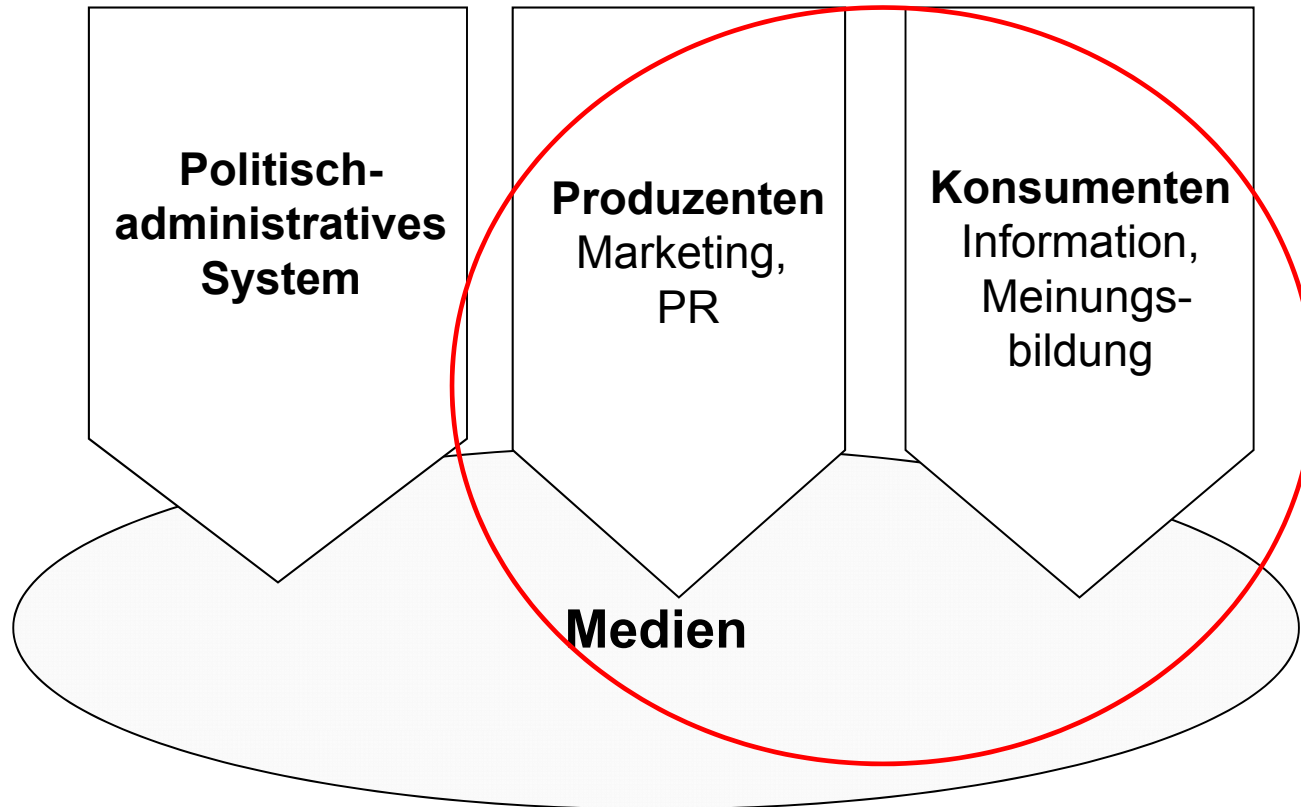 Politisch-
administratives
System
Produzenten
Marketing,
PR
Konsumenten
Information,
Meinungs-
bildung
Medien